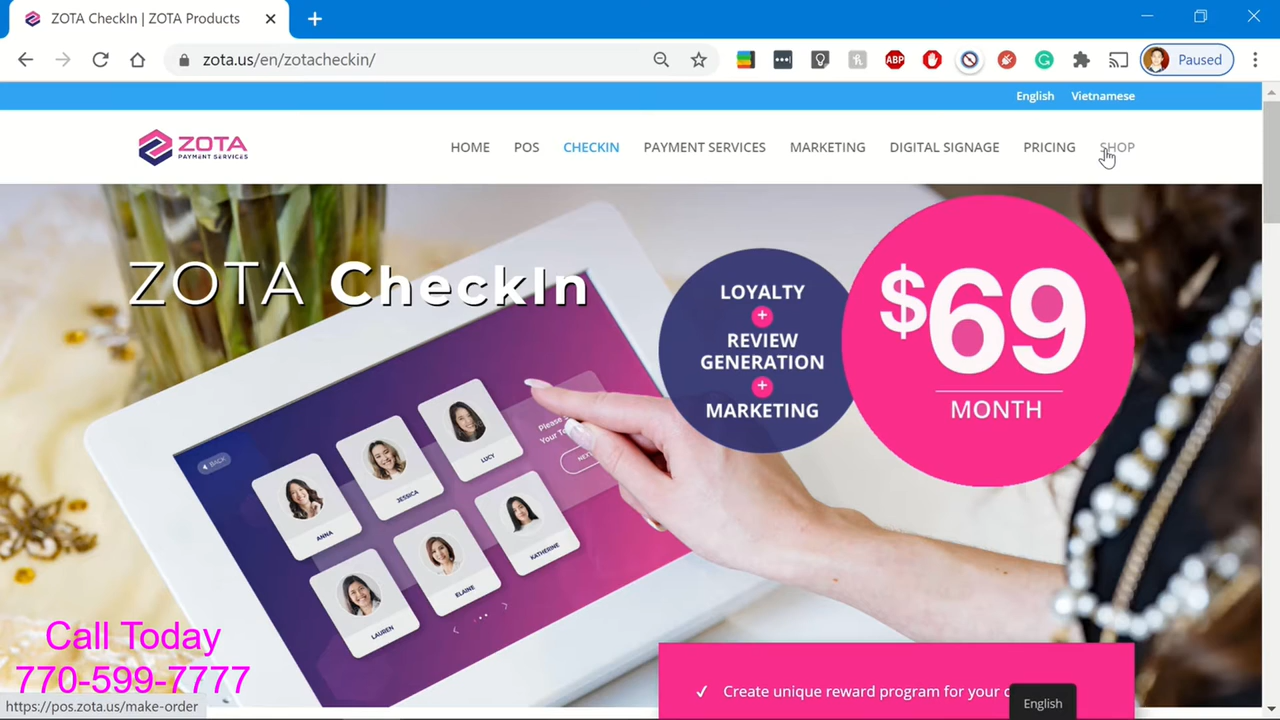 ZOTA CheckIn | ZOTA Products
zota.us/en/zotacheckin/
ABP
Paused
English Vietnamese
ZOTA
PAYMENT SERVICES
HOME POS CHECKIN PAYMENT SERVICES MARKETING DIGITAL SIGNAGE PRICING SHOP
ZOTA CheckIn
LOYALTY
+
REVIEW
GENERATION
+
MARKETING
$69
MONTH
BACK
ANNA
JESSICA
LUCY
LAUREN
ELAINE
KATHERINE
Call Today
770-599-7777
https://pos.zota.us/make-order
✓ Create unique reward program for your
English